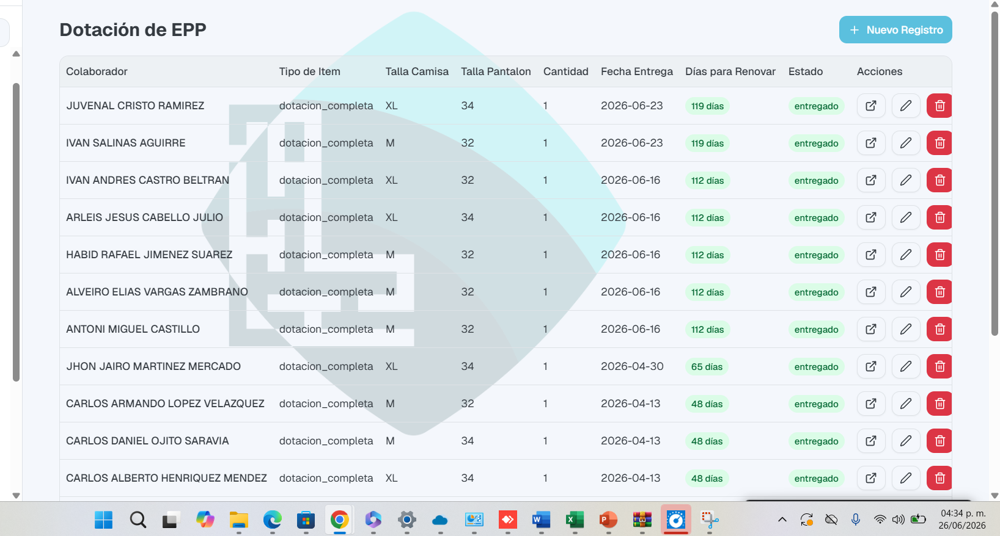 Dotación de EPP
+ Nuevo Registro
Colaborador Tipo de Item Talla Camisa Talla Pantalon Cantidad Fecha Entrega Días para Renovar Estado Acciones
JUVENAL CRISTO RAMIREZ dotacion_completa XL 34 1 2026-06-23 119 días entregado
IVAN SALINAS AGUIRRE dotacion_completa M 32 1 2026-06-23 119 días entregado
IVAN ANDRES CASTRO BELTRAN dotacion_completa XL 32 1 2026-06-16 112 días entregado
ARLEIS JESUS CABELLO JULIO dotacion_completa XL 34 1 2026-06-16 112 días entregado
HABID RAFAEL JIMENEZ SUAREZ dotacion_completa M 32 1 2026-06-16 112 días entregado
ALVEIRO ELIAS VARGAS ZAMBRANO dotacion_completa M 32 1 2026-06-16 112 días entregado
ANTONI MIGUEL CASTILLO dotacion_completa M 32 1 2026-06-16 112 días entregado
JHON JAIRO MARTINEZ MERCADO dotacion_completa XL 34 1 2026-04-30 65 días entregado
CARLOS ARMANDO LOPEZ VELAZQUEZ dotacion_completa M 32 1 2026-04-13 48 días entregado
CARLOS DANIEL OJITO SARAVIA dotacion_completa M 34 1 2026-04-13 48 días entregado
CARLOS ALBERTO HENRIQUEZ MENDEZ dotacion_completa XL 34 1 2026-04-13 48 días entregado
04:34 p. m.
26/06/2026